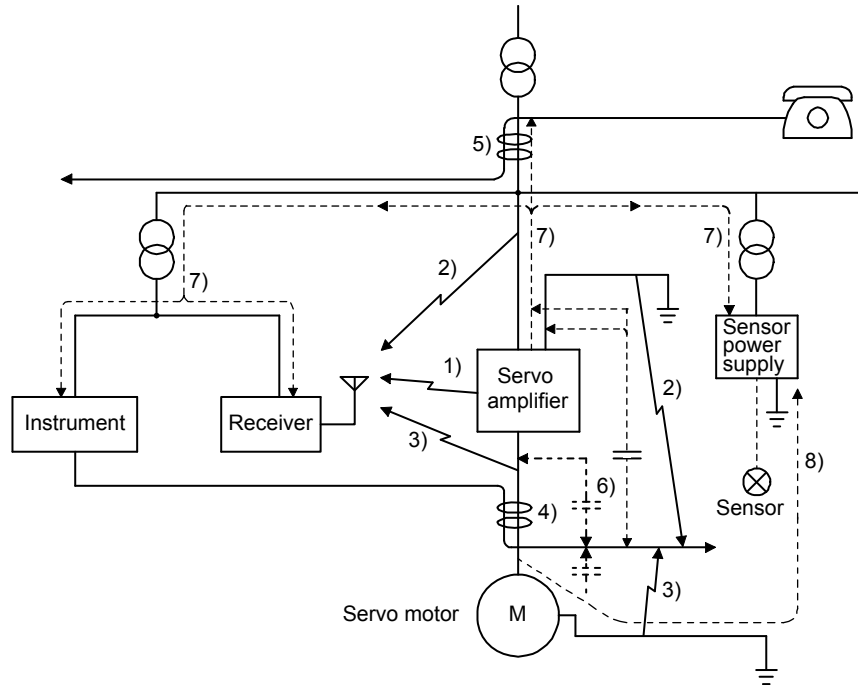 5)
7)
7)
7)
2)
1)
Servo
amplifier
Sensor
power
supply
2)
Instrument
Receiver
3)
8)
6)
Sensor
4)
3)
Servo motor
M